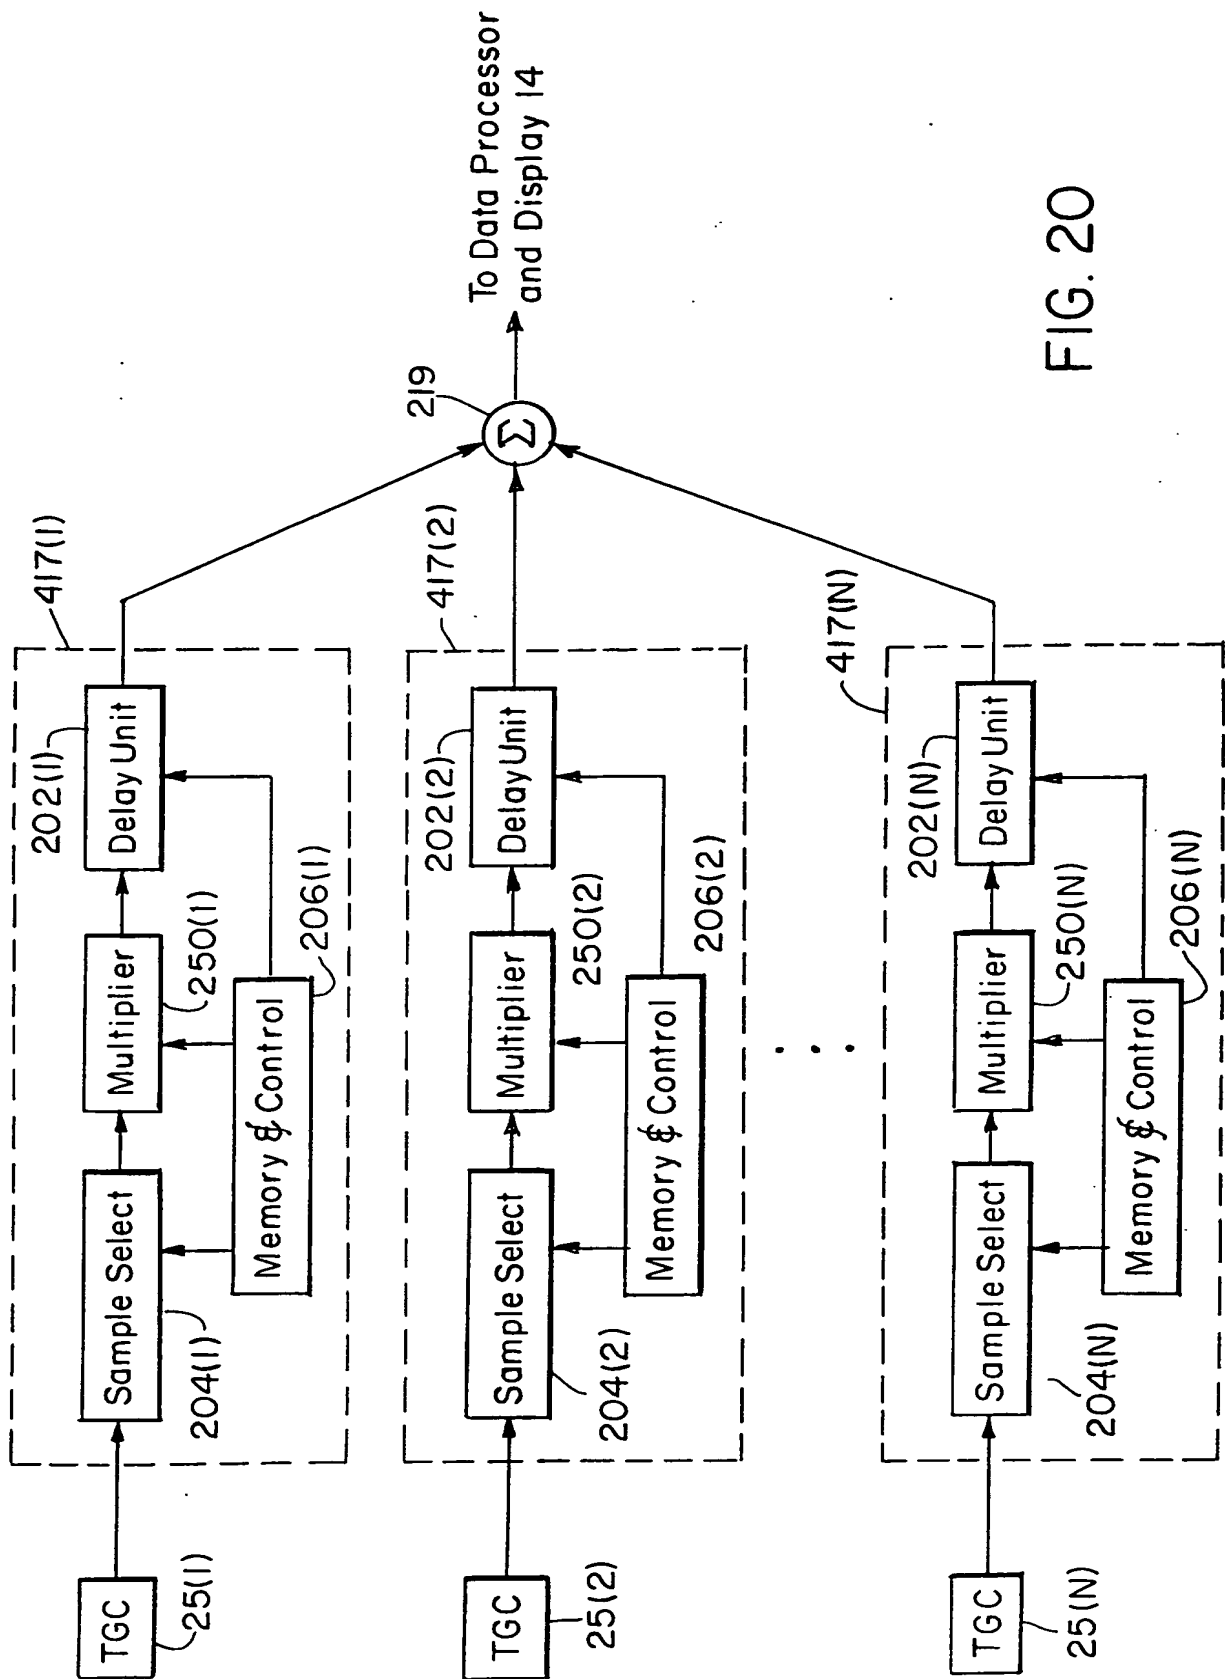 417(1)
202(1)
Delay Unit
250(1)
Multiplier
206(1)
Sample Select
Memory & Control
204(1)
TGC
25(1)
219
Σ
To Data Processor
and Display 14
417(2)
202(2)
Delay Unit
250(2)
Multiplier
206(2)
Sample Select
Memory & Control
204(2)
TGC
25(2)
. . .
417(N)
202(N)
Delay Unit
250(N)
Multiplier
206(N)
Sample Select
Memory & Control
204(N)
TGC
25(N)
FIG. 20